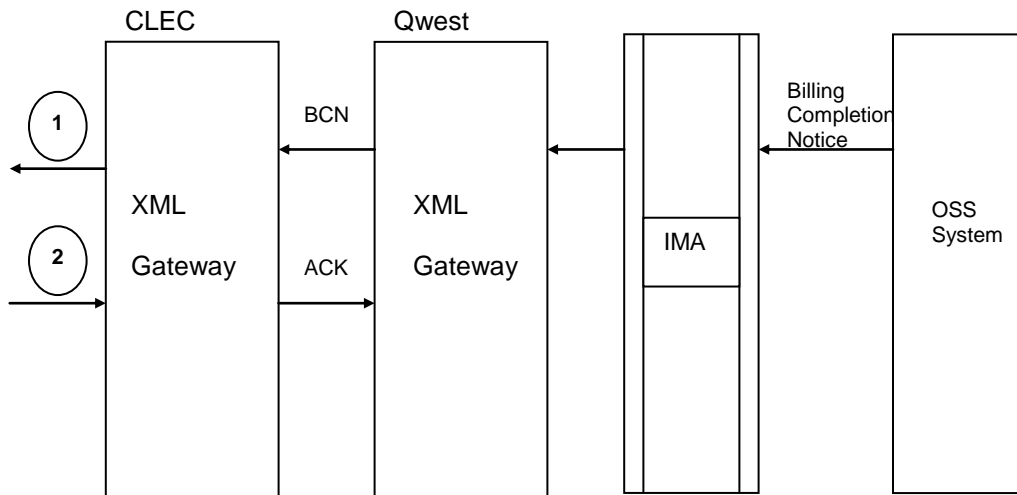 CLEC
Qwest
1
BCN
Billing
Completion
Notice
XML
Gateway
XML
Gateway
OSS
System
IMA
2
ACK